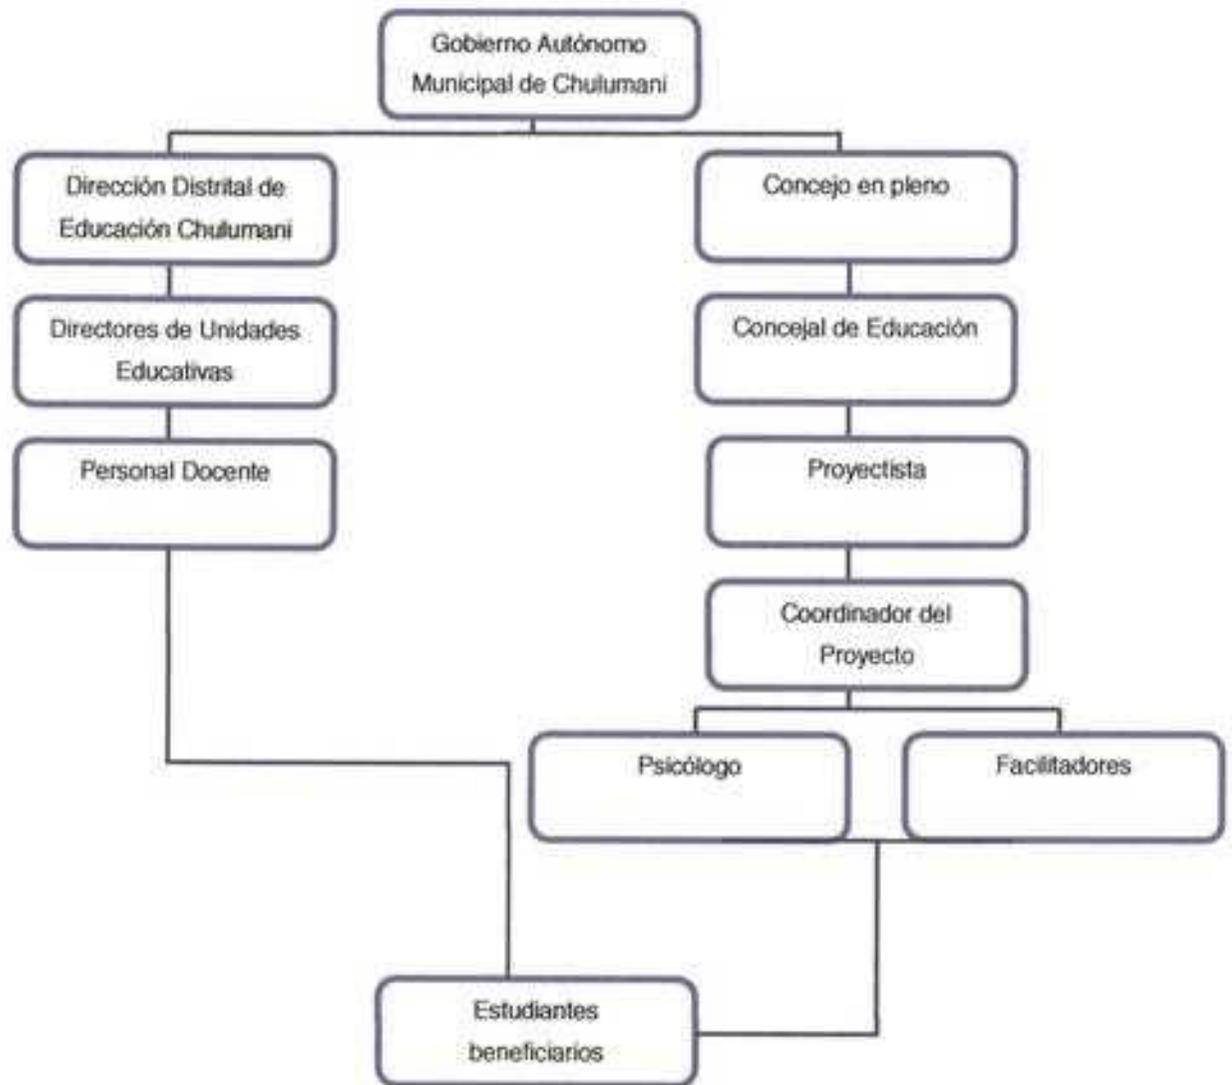 Gobierno Autónomo
Municipal de Chulumani
Dirección Distrital de
Educación Chulumani
Concejo en pleno
Directores de Unidades
Educativas
Concejal de Educación
Personal Docente
Proyectista
Coordinador del
Proyecto
Psicólogo
Facilitadores
Estudiantes
beneficiarios